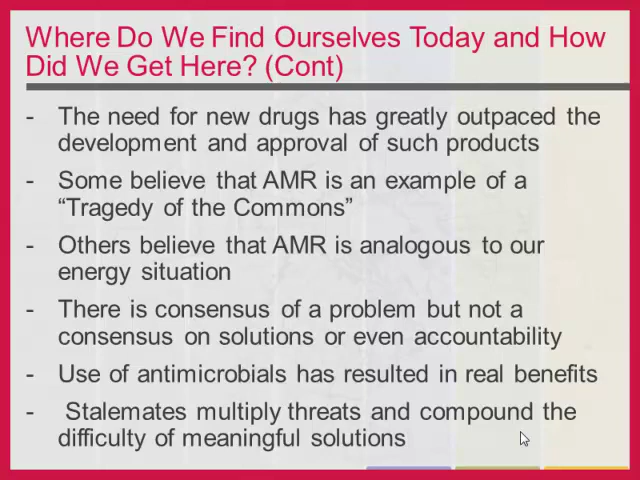 Where Do We Find Ourselves Today and How
Did We Get Here? (Cont)
- The need for new drugs has greatly outpaced the
development and approval of such products
- Some believe that AMR is an example of a
“Tragedy of the Commons”
- Others believe that AMR is analogous to our
energy situation
- There is consensus of a problem but not a
consensus on solutions or even accountability
- Use of antimicrobials has resulted in real benefits
- Stalemates multiply threats and compound the
difficulty of meaningful solutions